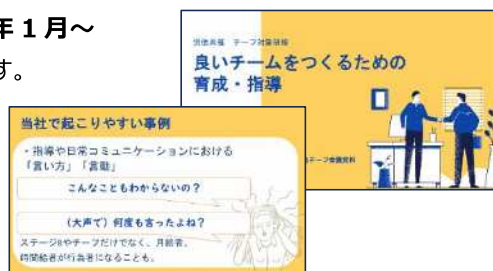 年1月～
す。
チーフ対象研修
良いチームをつくるための
育成・指導
チーフ会議資料
当社で起こりやすい事例
・指導や日常コミュニケーションにおける
「言い方」「言動」
こんなこともわからないの？
（大声で）何度も言ったよね？
ステージ8やチーフだけでなく、月給者、
時間給者が行為者になることも。